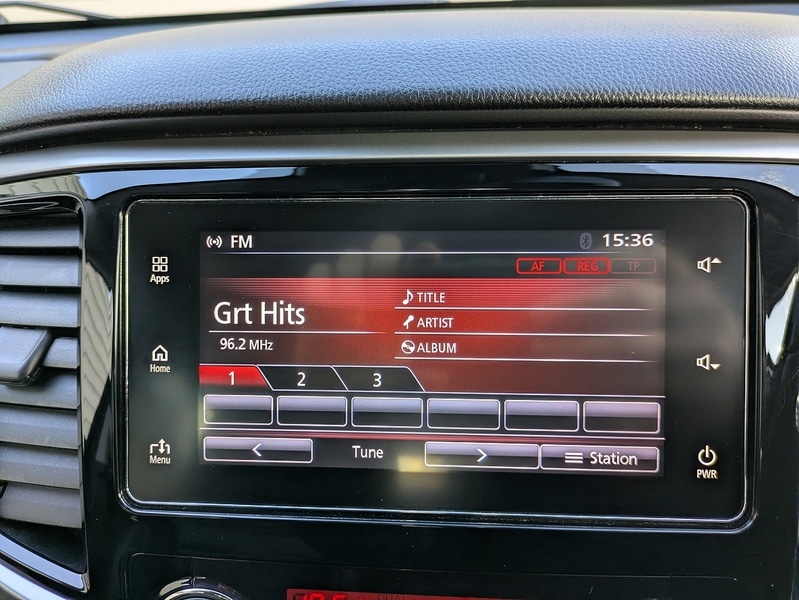 FM 15:36
AF REG TP
Apps
Grt Hits
96.2 MHz
TITLE
ARTIST
ALBUM
Home
1 2 3
< Tune > Station
Menu
PWR
DUAL